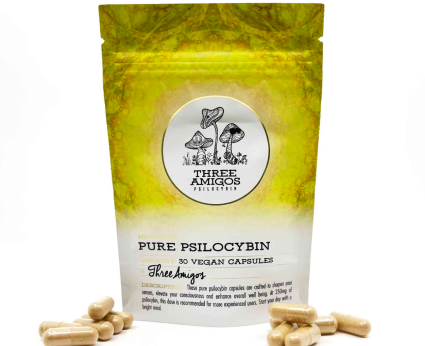 THREE
AMIGOS
PSILOCYBIN
PURE PSILOCYBIN
30 VEGAN CAPSULES
Three Amigos
DESCRIPTION: These pure psilocybin capsules are crafted to sharpen your
senses, elevate your consciousness and enhance overall well being. At 250mg of
psilocybin, this dose is recommended for more experienced users. Start your day with a
bright mind.